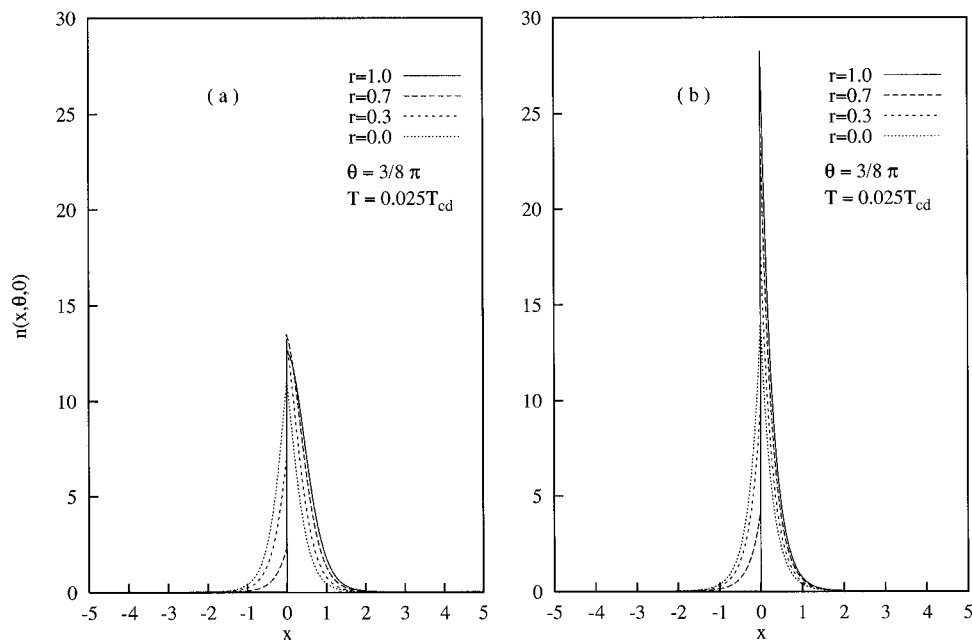 30
25
20
15
10
5
0
n(x,θ,0)
( a )
r=1.0
r=0.7
r=0.3
r=0.0
θ = 3/8 π
T = 0.025Tcd
-5 -4 -3 -2 -1 0 1 2 3 4 5
x
30
25
20
15
10
5
0
( b )
r=1.0
r=0.7
r=0.3
r=0.0
θ = 3/8 π
T = 0.025Tcd
-5 -4 -3 -2 -1 0 1 2 3 4 5
x